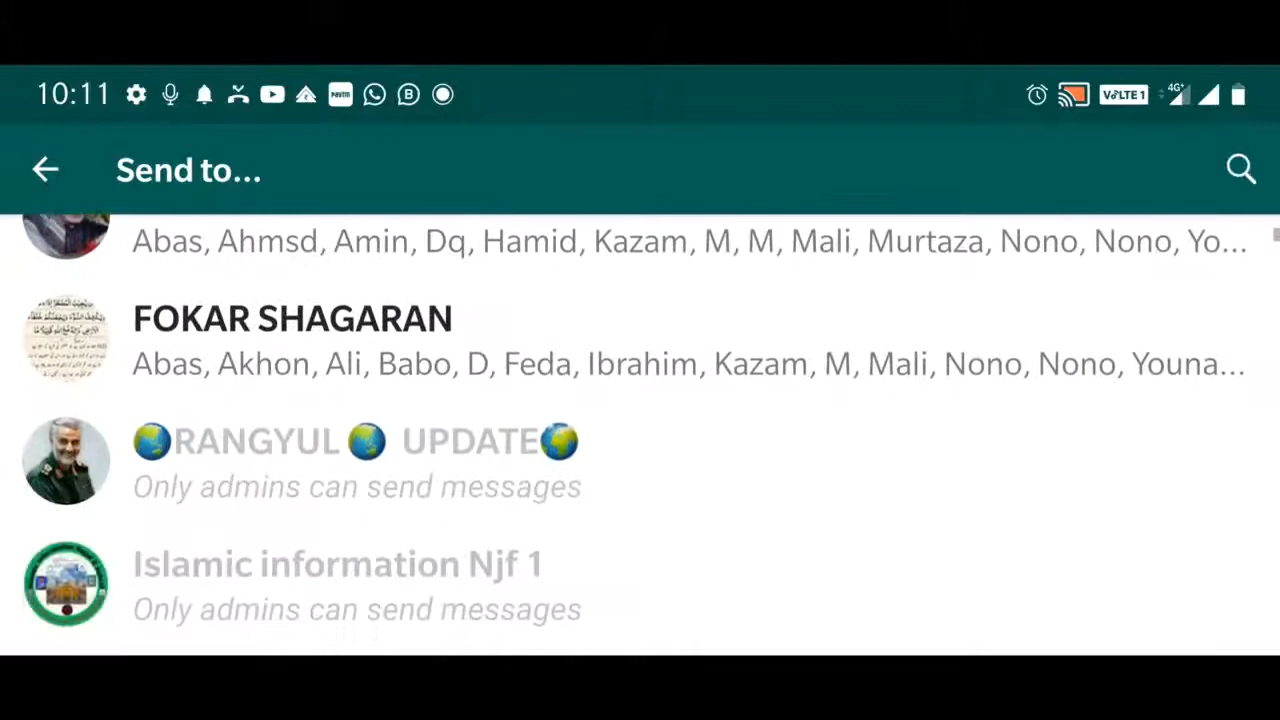 10:11
paytm
B
VoLTE 1
4G+
Send to...
Abas, Ahmsd, Amin, Dq, Hamid, Kazam, M, M, Mali, Murtaza, Nono, Nono, Yo...
FOKAR SHAGARAN
Abas, Akhon, Ali, Babo, D, Feda, Ibrahim, Kazam, M, Mali, Nono, Nono, Youna...
🌏RANGYUL🌏 UPDATE🌍
Only admins can send messages
Islamic information Njf 1
Only admins can send messages